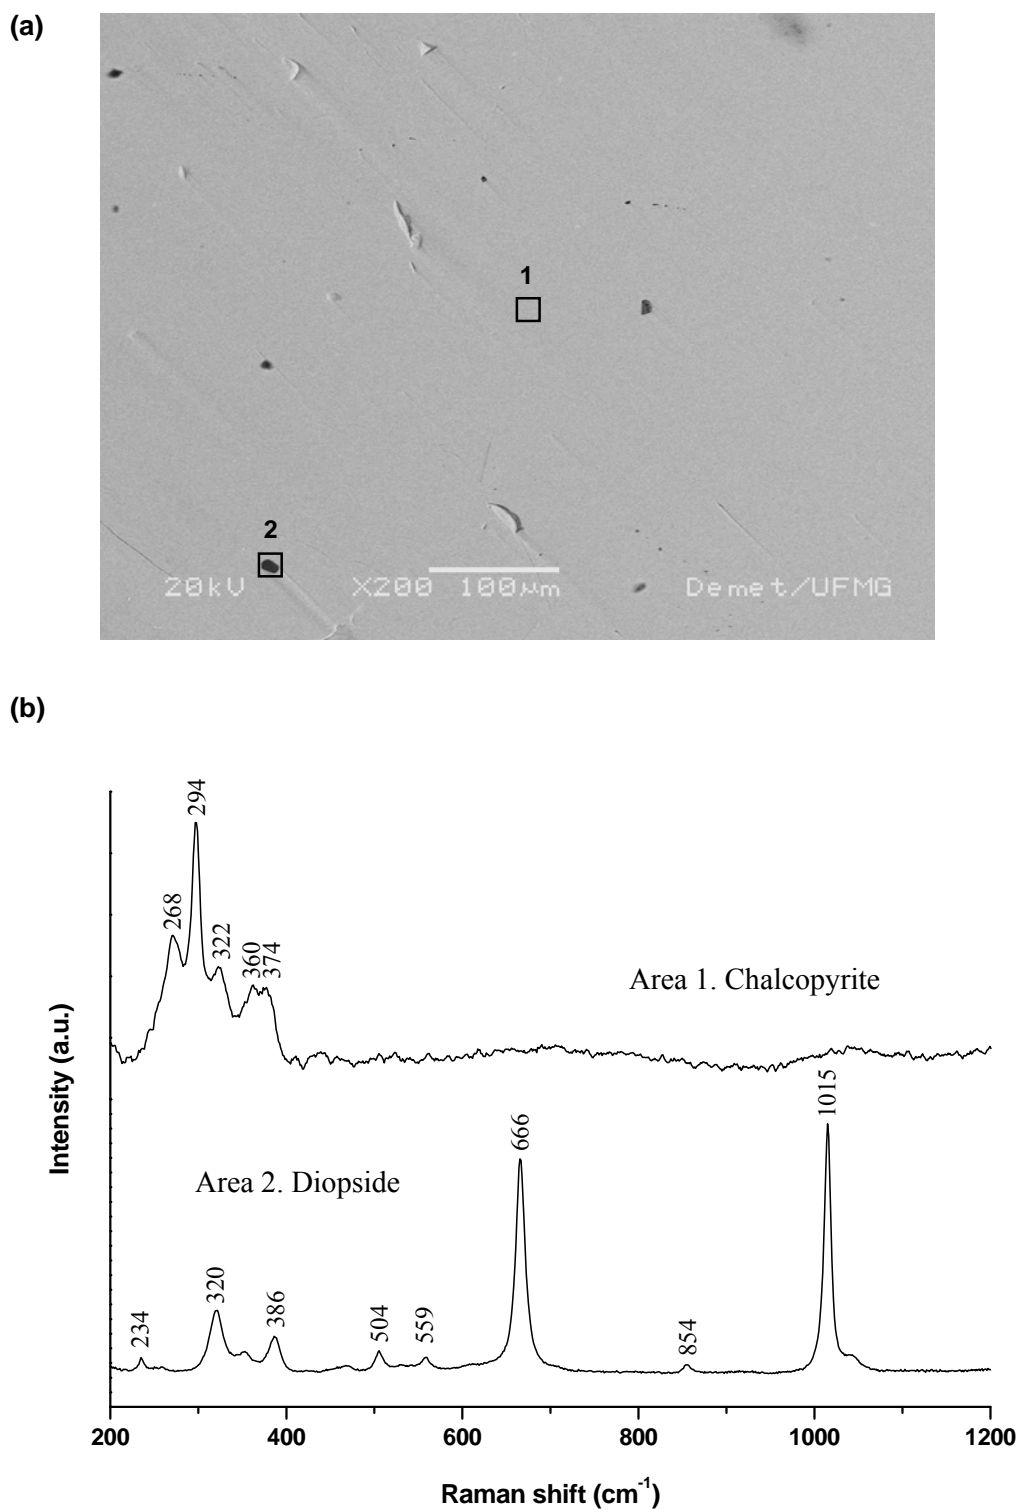 (a)
1
2
20kV X200 100μm Demet/UFMG
(b)
294
268
322
360
374
Area 1. Chalcopyrite
1015
666
Area 2. Diopside
320
386
234
504
559
854
Intensity (a.u.)
200 400 600 800 1000 1200
Raman shift (cm⁻¹)